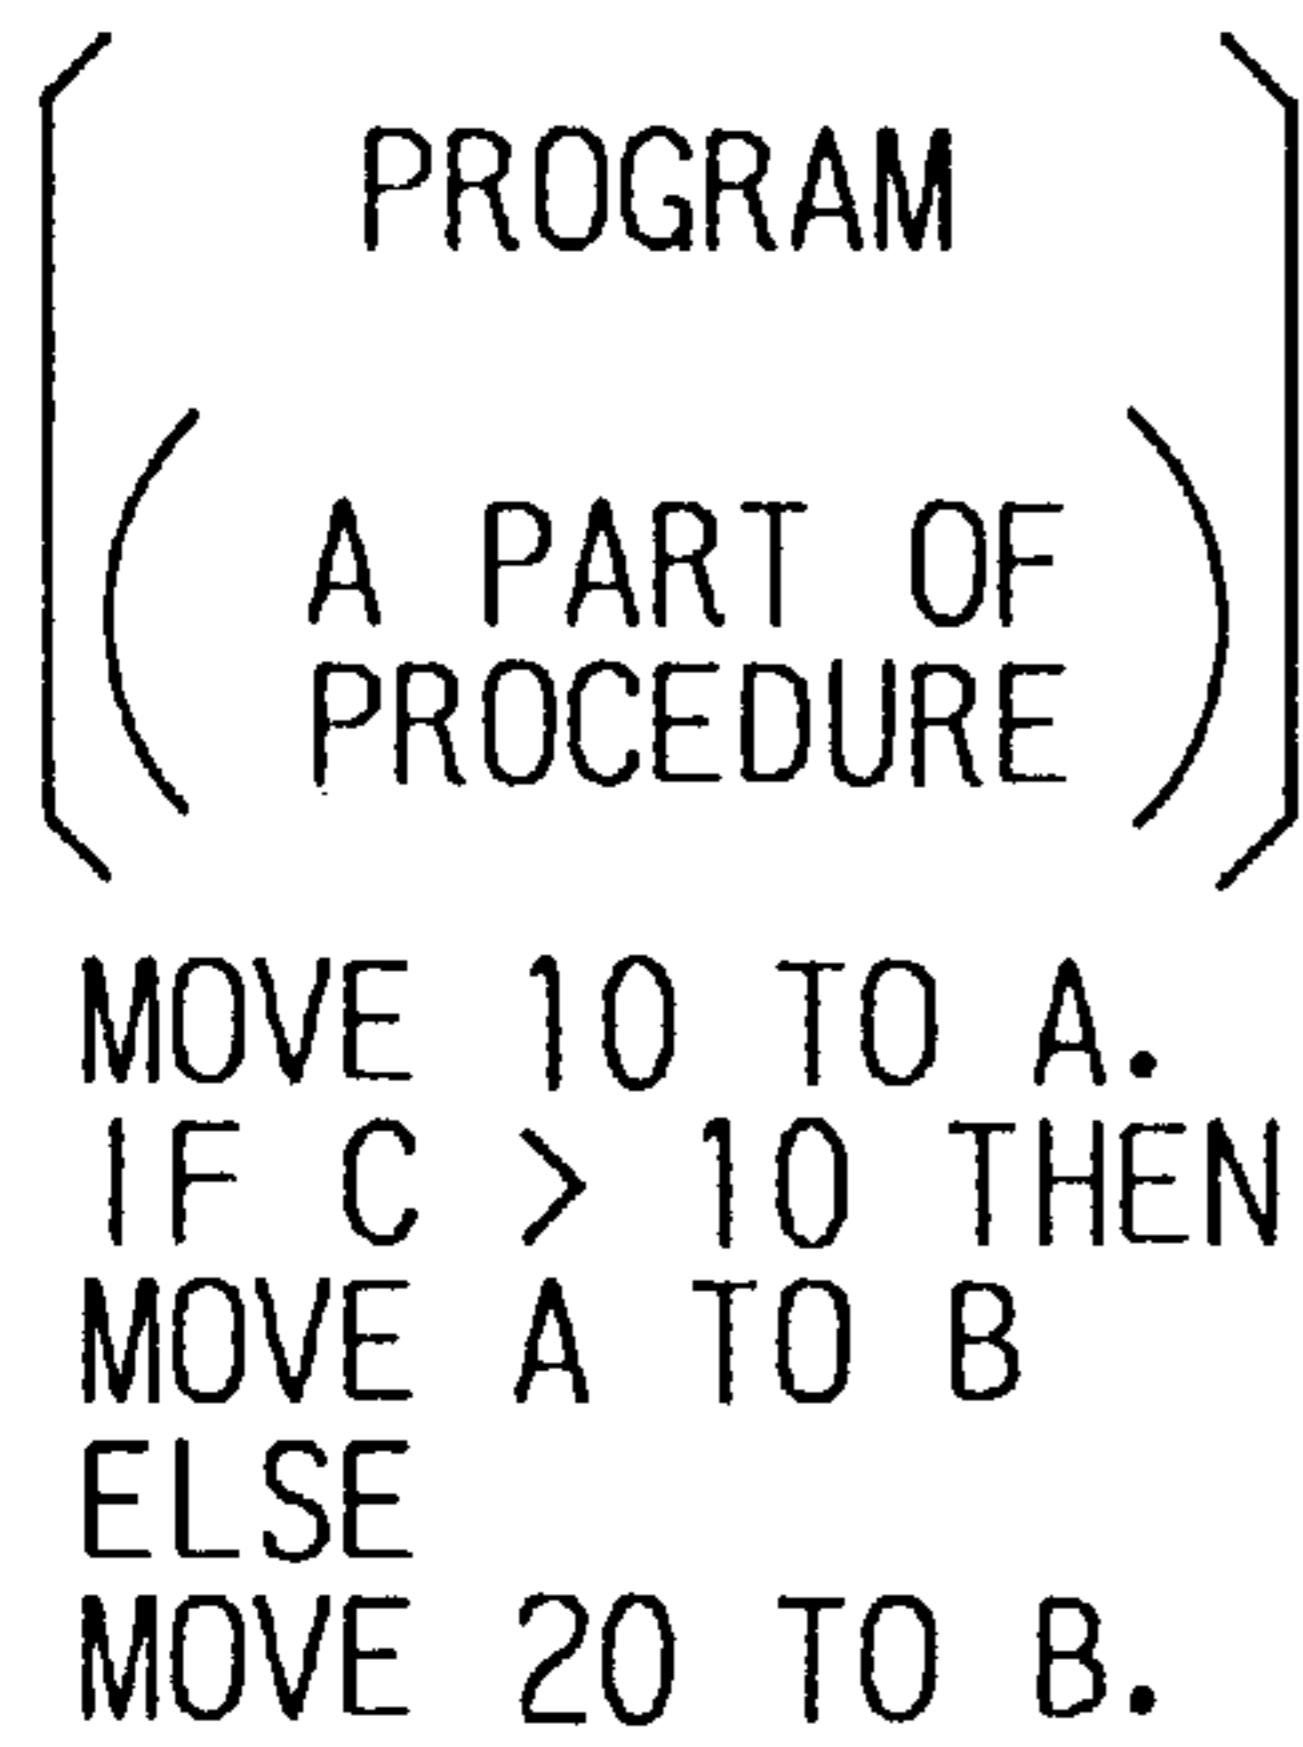 PROGRAM
( A PART OF
PROCEDURE )
MOVE 10 TO A.
IF C > 10 THEN
MOVE A TO B
ELSE
MOVE 20 TO B.